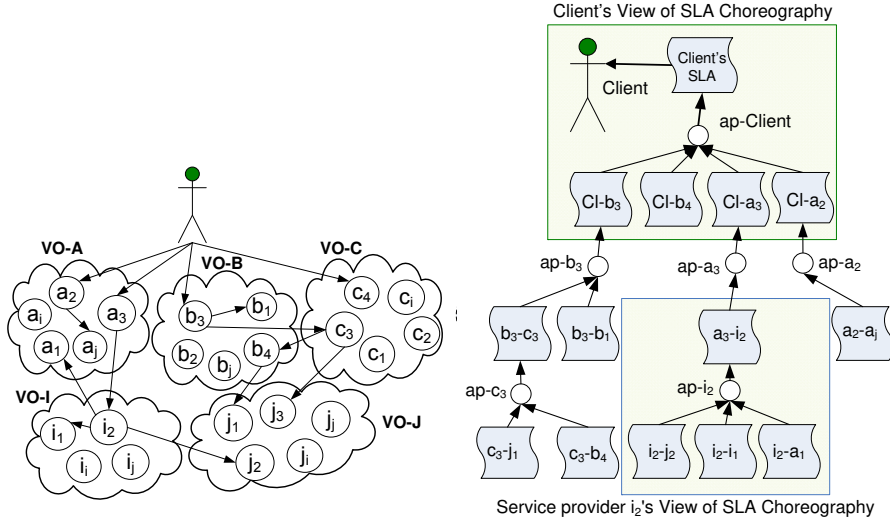 Client's View of SLA Choreography
Client
Client's
SLA
ap-Client
Cl-b3
Cl-b4
Cl-a3
Cl-a2
ap-b3
ap-a3
ap-a2
b3-c3
b3-b1
a3-i2
a2-aj
ap-c3
ap-i2
c3-j1
c3-b4
i2-j2
i2-i1
i2-a1
Service provider i2's View of SLA Choreography
VO-A
a2
ai
a3
a1
aj
VO-B
b3
b1
b2
bj
b4
VO-C
c4
ci
c3
c2
c1
VO-I
i1
i2
ii
ij
VO-J
j1
j3
jj
j2
ji